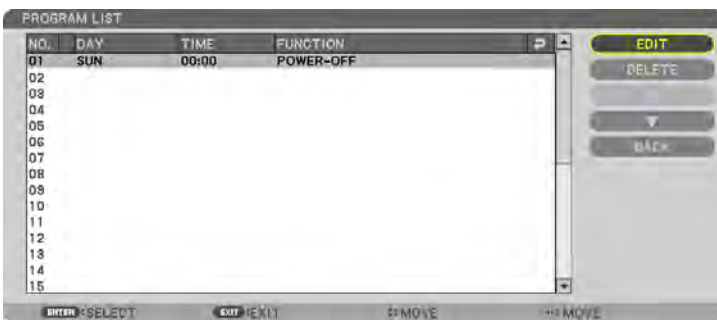 PROGRAM LIST
NO. DAY TIME FUNCTION
01 SUN 00:00 POWER-OFF
02
03
04
05
06
07
08
09
10
11
12
13
14
15
EDIT
DELETE
▼
BACK
ENTER :SELECT EXIT :EXIT :MOVE :MOVE